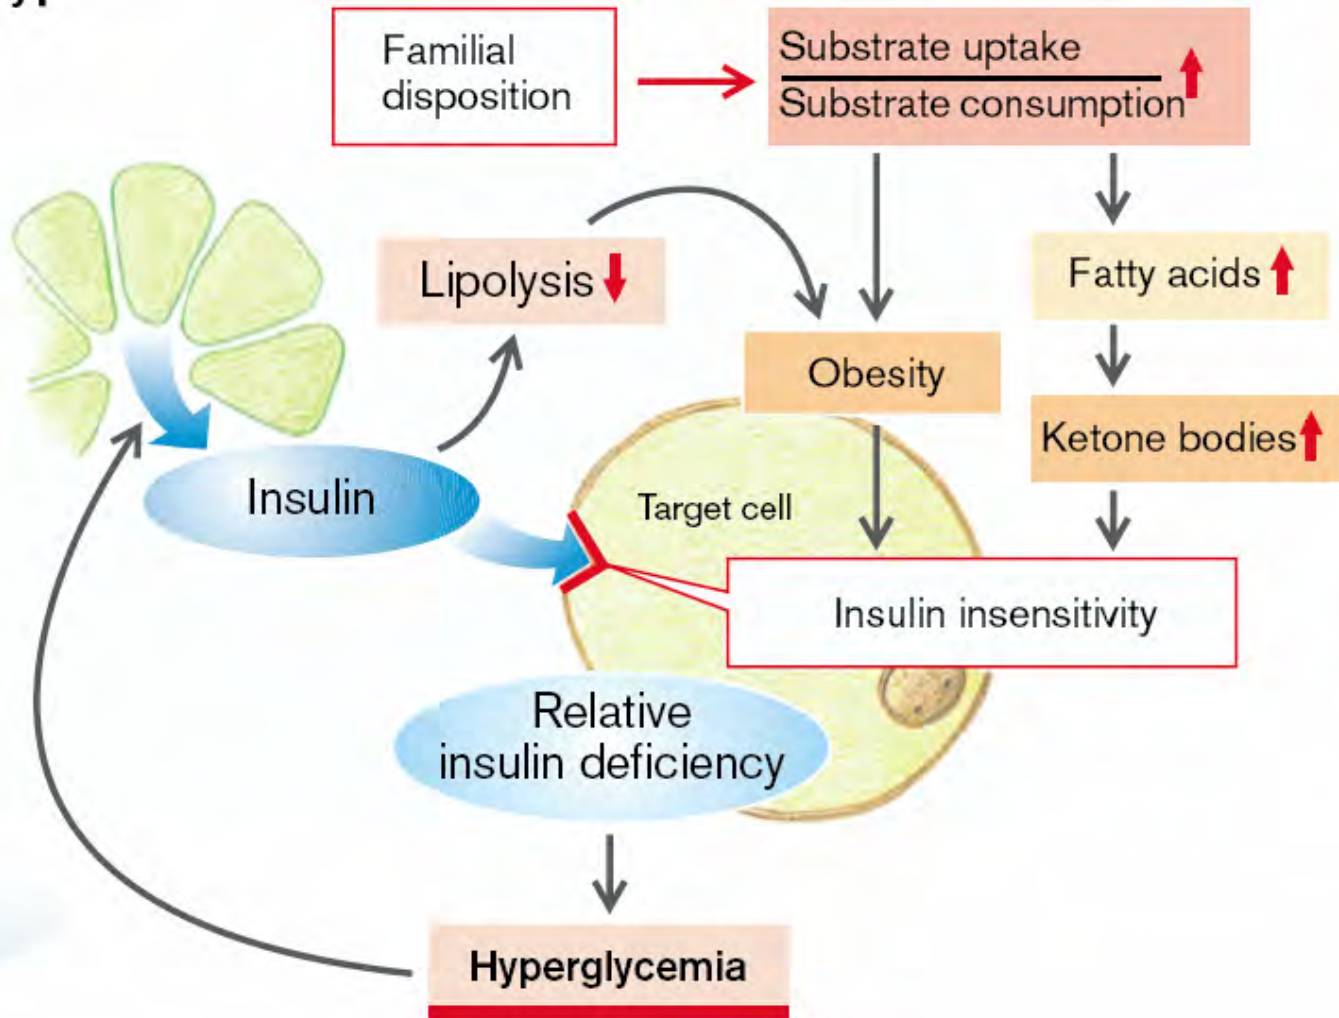 Familial
disposition
Substrate uptake
Substrate consumption
Lipolysis
Fatty acids
Obesity
Ketone bodies
Insulin
Target cell
Insulin insensitivity
Relative
insulin deficiency
Hyperglycemia